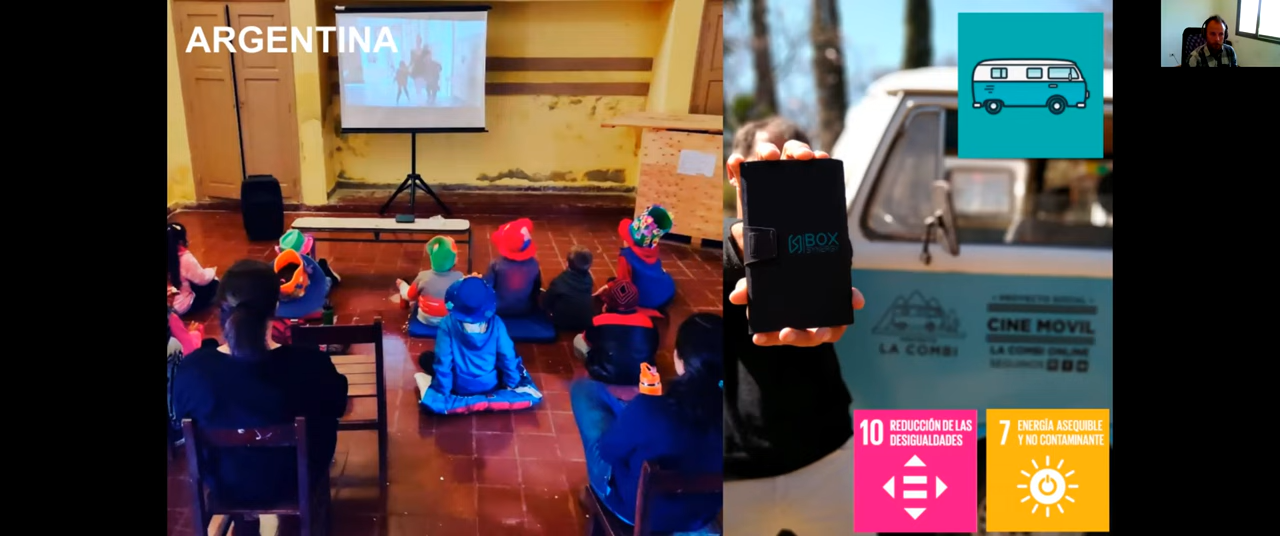 ARGENTINA
BOX
PROYECTO SOCIAL
CINE MOVIL
LA COMBI ONLINE
SEGUINOS
LA COMBI
10 REDUCCIÓN DE LAS
DESIGUALDADES
7 ENERGÍA ASEQUIBLE
Y NO CONTAMINANTE